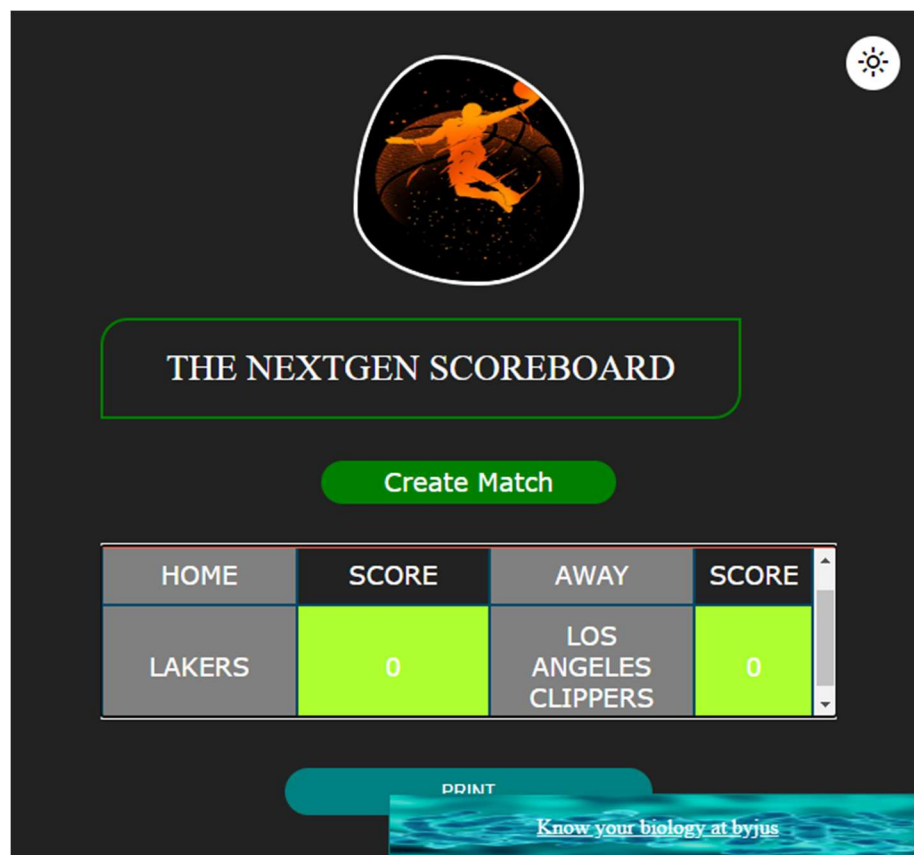 THE NEXTGEN SCOREBOARD
Create Match
HOME SCORE AWAY SCORE
LAKERS 0 LOS ANGELES CLIPPERS 0
PRINT
Know your biology at byjus